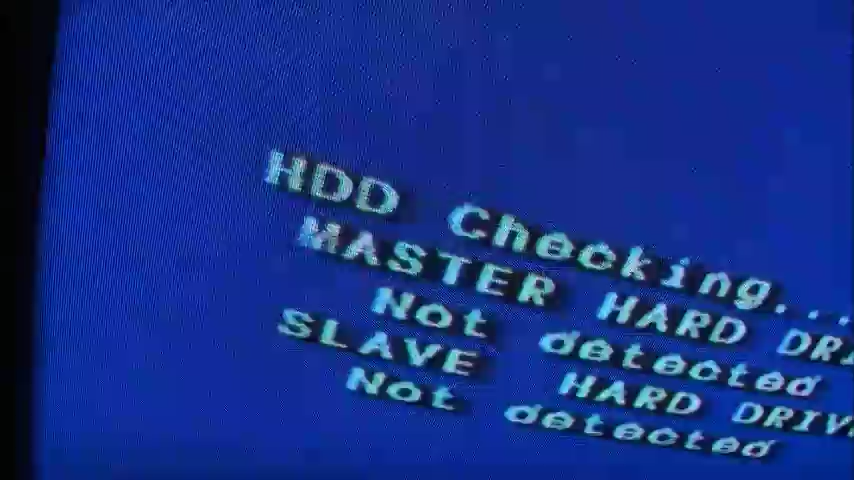 HDD Checking...
MASTER HARD DRI
Not detected
SLAVE HARD DRIV
Not detected